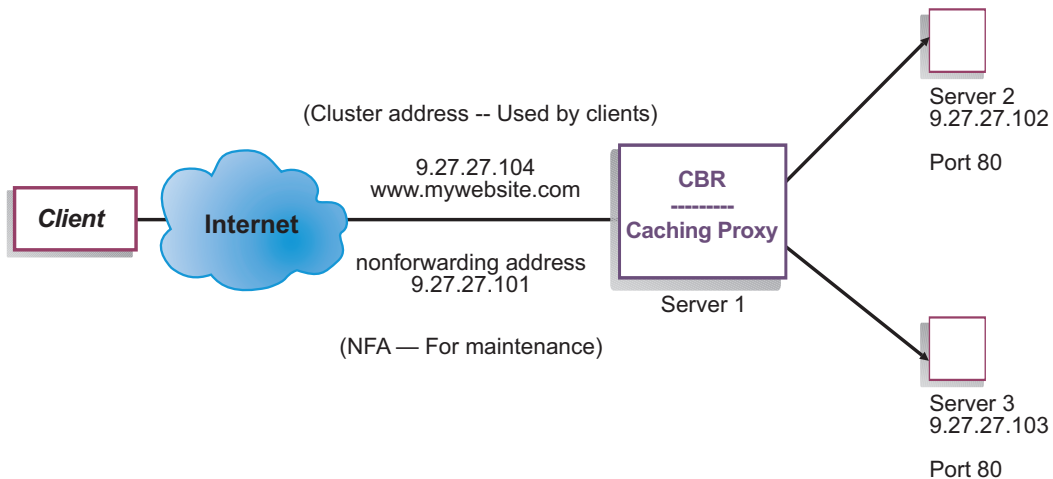 Client
Internet
(Cluster address -- Used by clients)
9.27.27.104
www.mywebsite.com
nonforwarding address
9.27.27.101
(NFA — For maintenance)
CBR
---------
Caching Proxy
Server 1
Server 2
9.27.27.102
Port 80
Server 3
9.27.27.103
Port 80